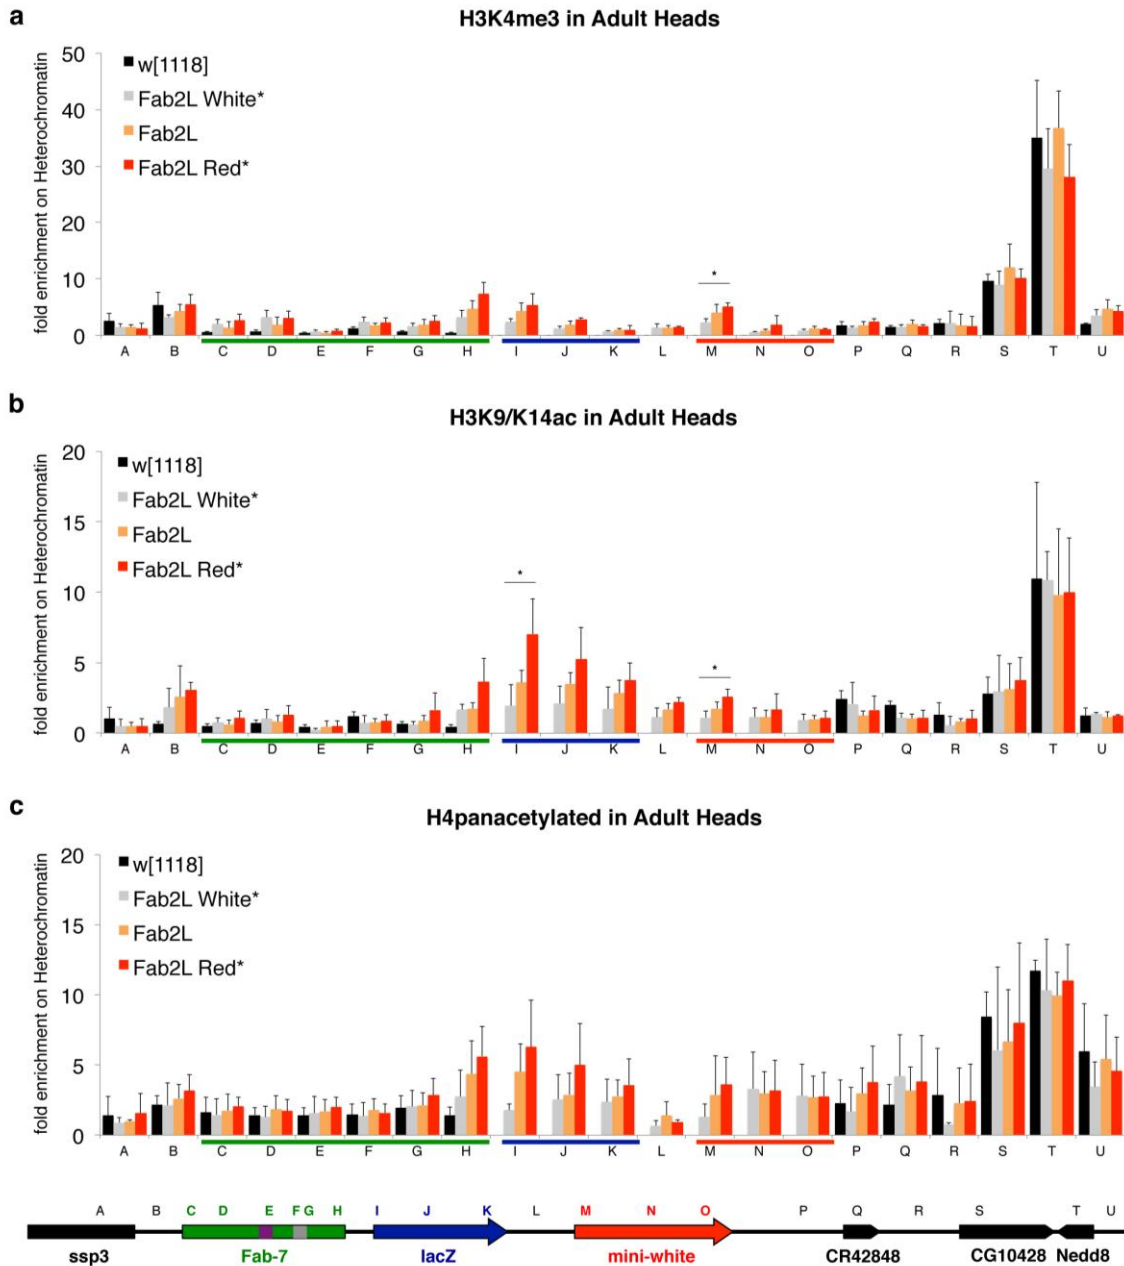 a
H3K4me3 in Adult Heads
fold enrichment on Heterochromatin
50
40
30
20
10
0
w[1118]
Fab2L White*
Fab2L
Fab2L Red*
*
A B C D E F G H I J K L M N O P Q R S T U
b
H3K9/K14ac in Adult Heads
fold enrichment on Heterochromatin
20
15
10
5
0
w[1118]
Fab2L White*
Fab2L
Fab2L Red*
*
*
A B C D E F G H I J K L M N O P Q R S T U
c
H4panacetylated in Adult Heads
fold enrichment on Heterochromatin
20
15
10
5
0
w[1118]
Fab2L White*
Fab2L
Fab2L Red*
A B C D E F G H I J K L M N O P Q R S T U
A B C D E F G H I J K L M N O P Q R S T U
ssp3 Fab-7 lacZ mini-white CR42848 CG10428 Nedd8